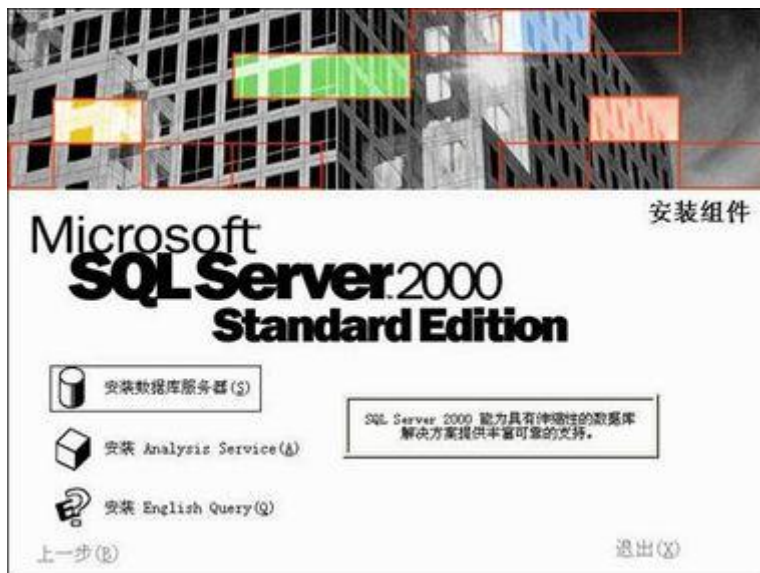 安装组件
Microsoft
SQL Server 2000
Standard Edition
安装数据库服务器(S)
SQL Server 2000 能为具有伸缩性的数据库
解决方案提供丰富可靠的支持。
安装 Analysis Service(A)
安装 English Query(Q)
上一步(B)
退出(X)